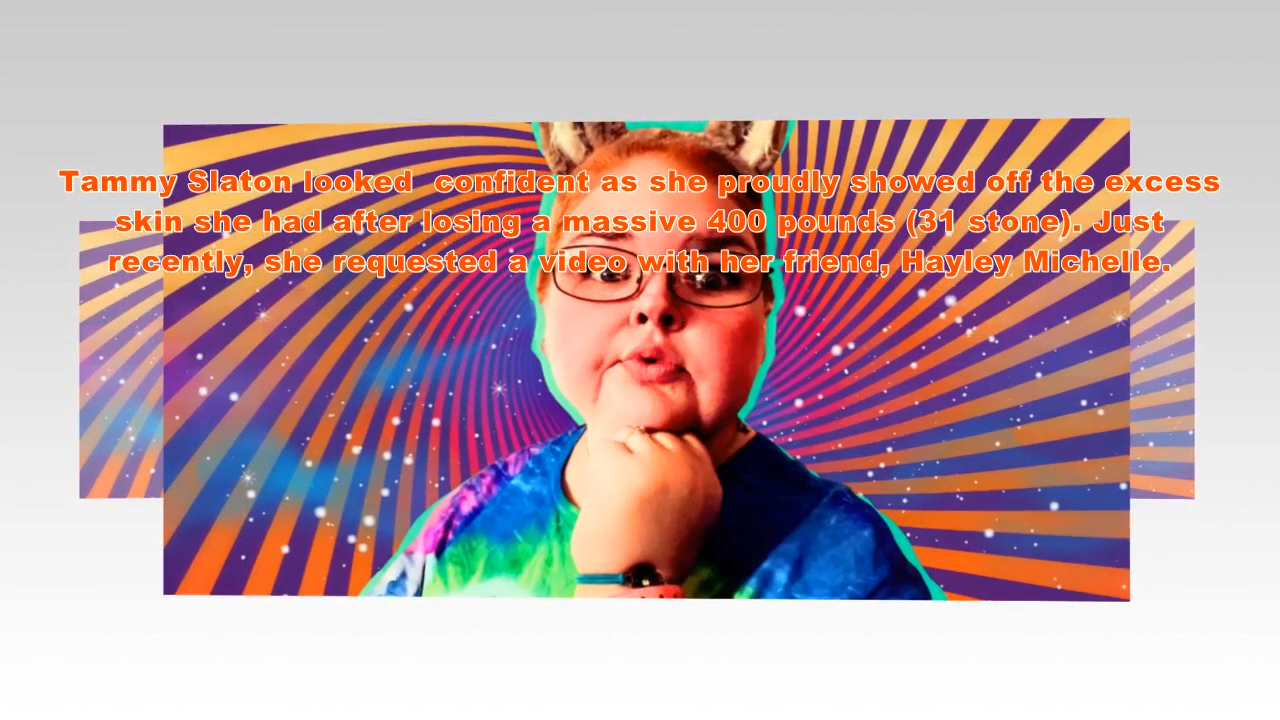 Tammy Slaton looked  confident as she proudly showed off the excess
skin she had after losing a massive 400 pounds (31 stone). Just
recently, she requested a video with her friend, Hayley Michelle.